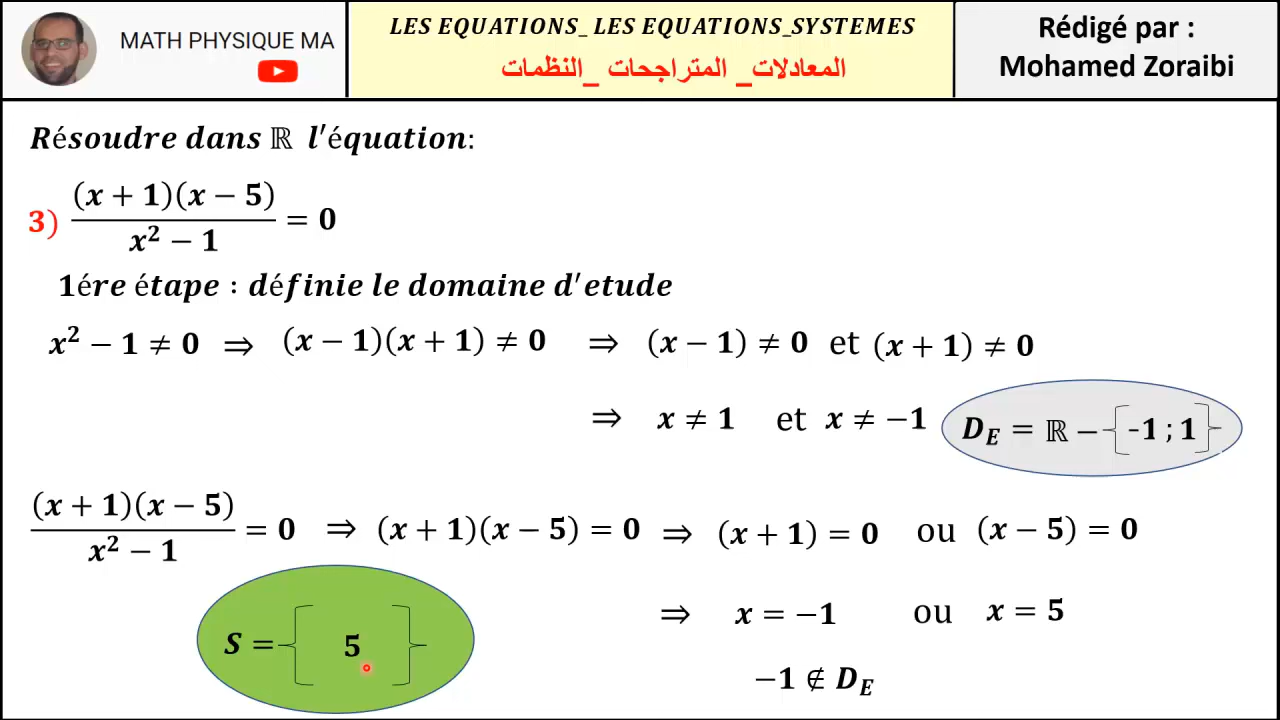 MATH PHYSIQUE MA
LES EQUATIONS_ LES EQUATIONS_SYSTEMES
المعادلات_ المتراجحات _النظمات
Rédigé par :
Mohamed Zoraibi
Résoudre dans ℝ l'équation:
3) (x + 1)(x − 5) / x² − 1 = 0
1ére étape : définie le domaine d'etude
x² − 1 ≠ 0 ⇒ (x − 1)(x + 1) ≠ 0 ⇒ (x − 1) ≠ 0 et (x + 1) ≠ 0
⇒ x ≠ 1 et x ≠ −1 D_E = ℝ − {-1 ; 1}
(x + 1)(x − 5) / x² − 1 = 0 ⇒ (x + 1)(x − 5) = 0 ⇒ (x + 1) = 0 ou (x − 5) = 0
⇒ x = −1 ou x = 5
S = { 5 }
−1 ∉ D_E